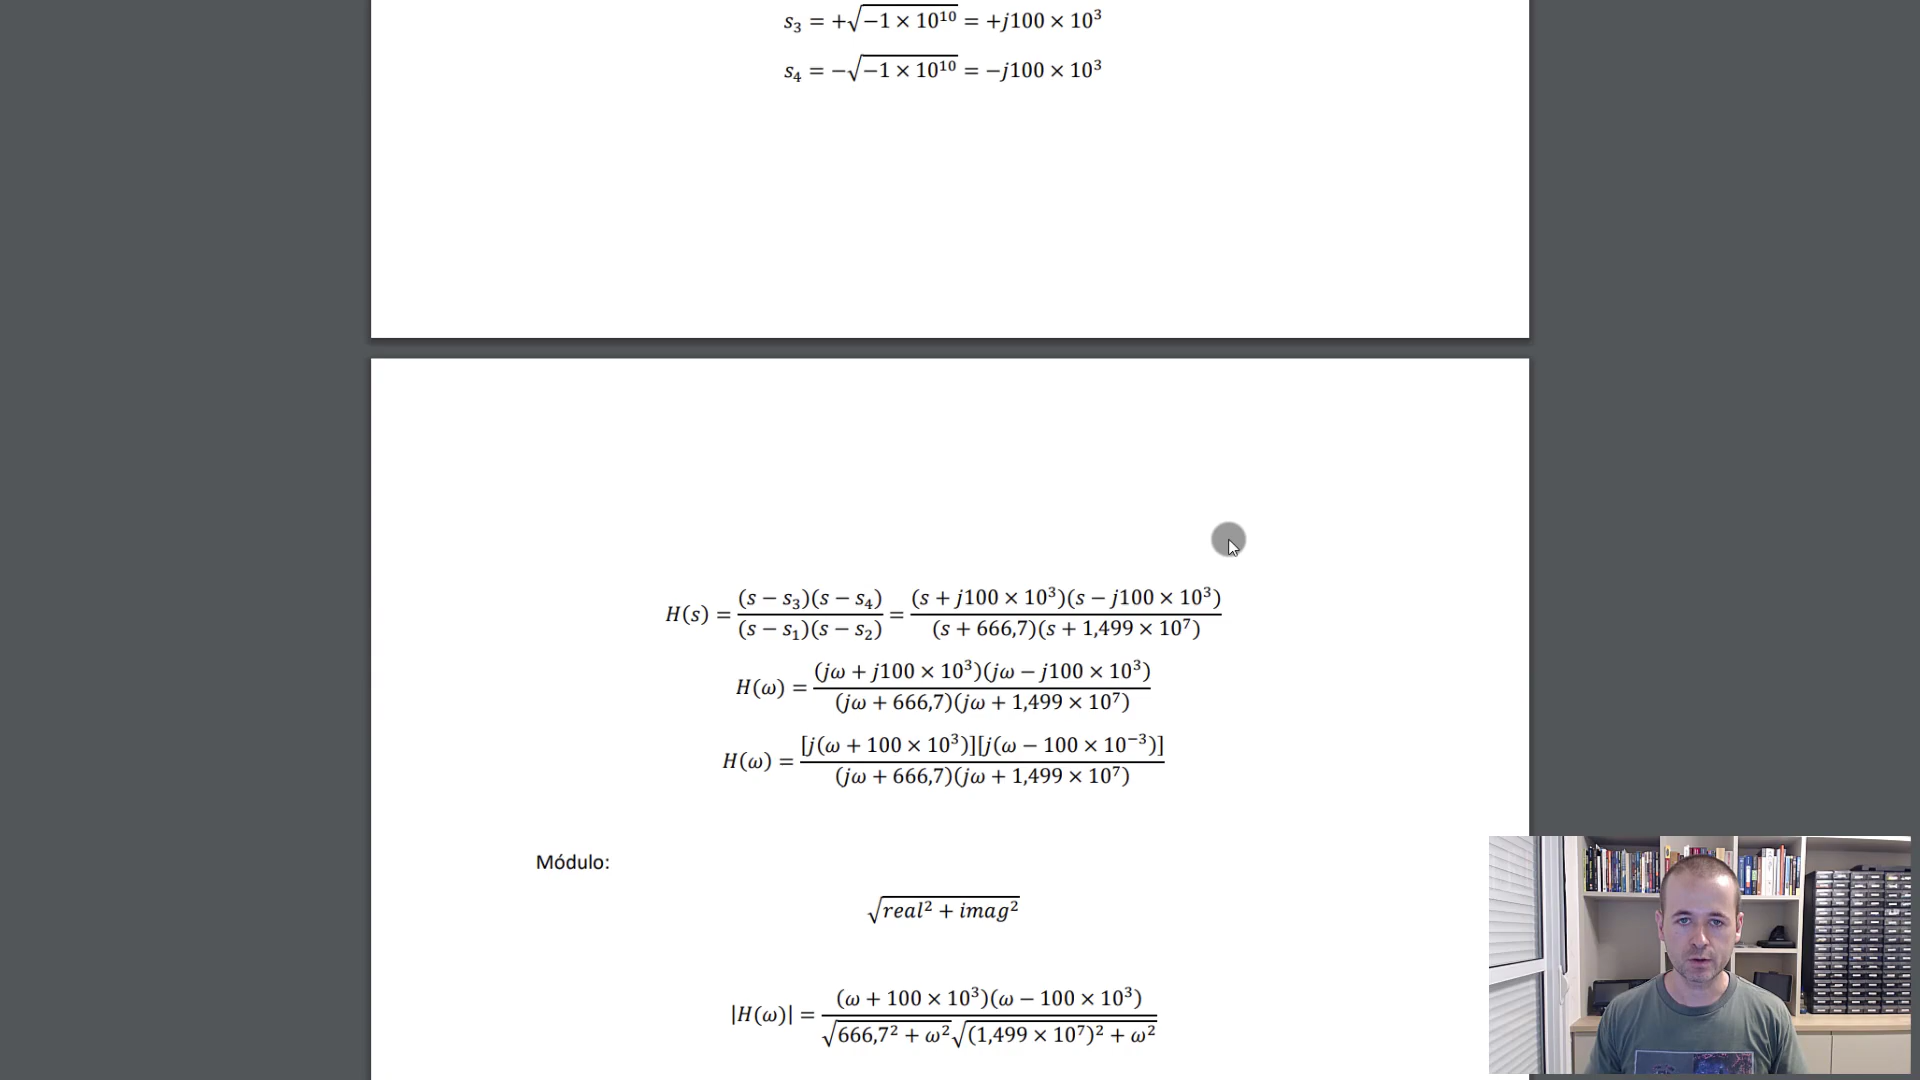 s₃ = +√(−1 × 10¹⁰) = +j100 × 10³
s₄ = −√(−1 × 10¹⁰) = −j100 × 10³
H(s) = (s − s₃)(s − s₄) / (s − s₁)(s − s₂) = (s + j100 × 10³)(s − j100 × 10³) / (s + 666,7)(s + 1,499 × 10⁷)
H(ω) = (jω + j100 × 10³)(jω − j100 × 10³) / (jω + 666,7)(jω + 1,499 × 10⁷)
H(ω) = [j(ω + 100 × 10³)][j(ω − 100 × 10⁻³)] / (jω + 666,7)(jω + 1,499 × 10⁷)
Módulo:
√(real² + imag²)
|H(ω)| = (ω + 100 × 10³)(ω − 100 × 10³) / √(666,7² + ω²)√((1,499 × 10⁷)² + ω²)